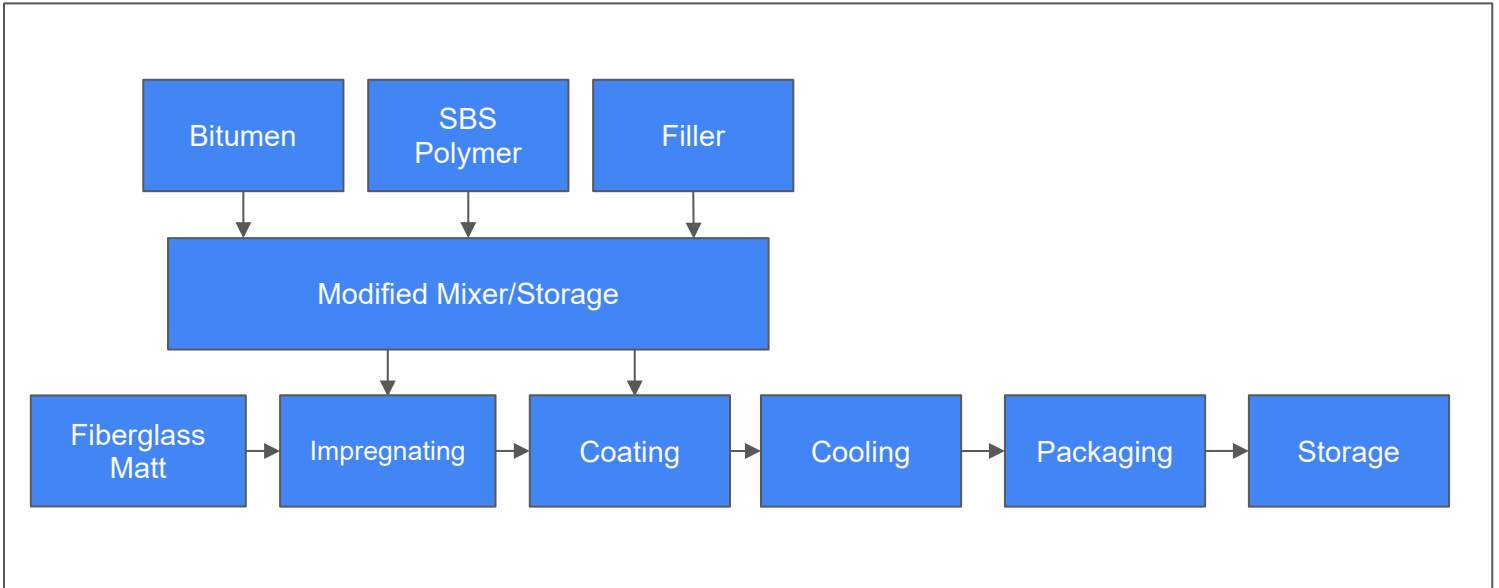 Bitumen
SBS
Polymer
Filler
Modified Mixer/Storage
Fiberglass
Matt
Impregnating
Coating
Cooling
Packaging
Storage